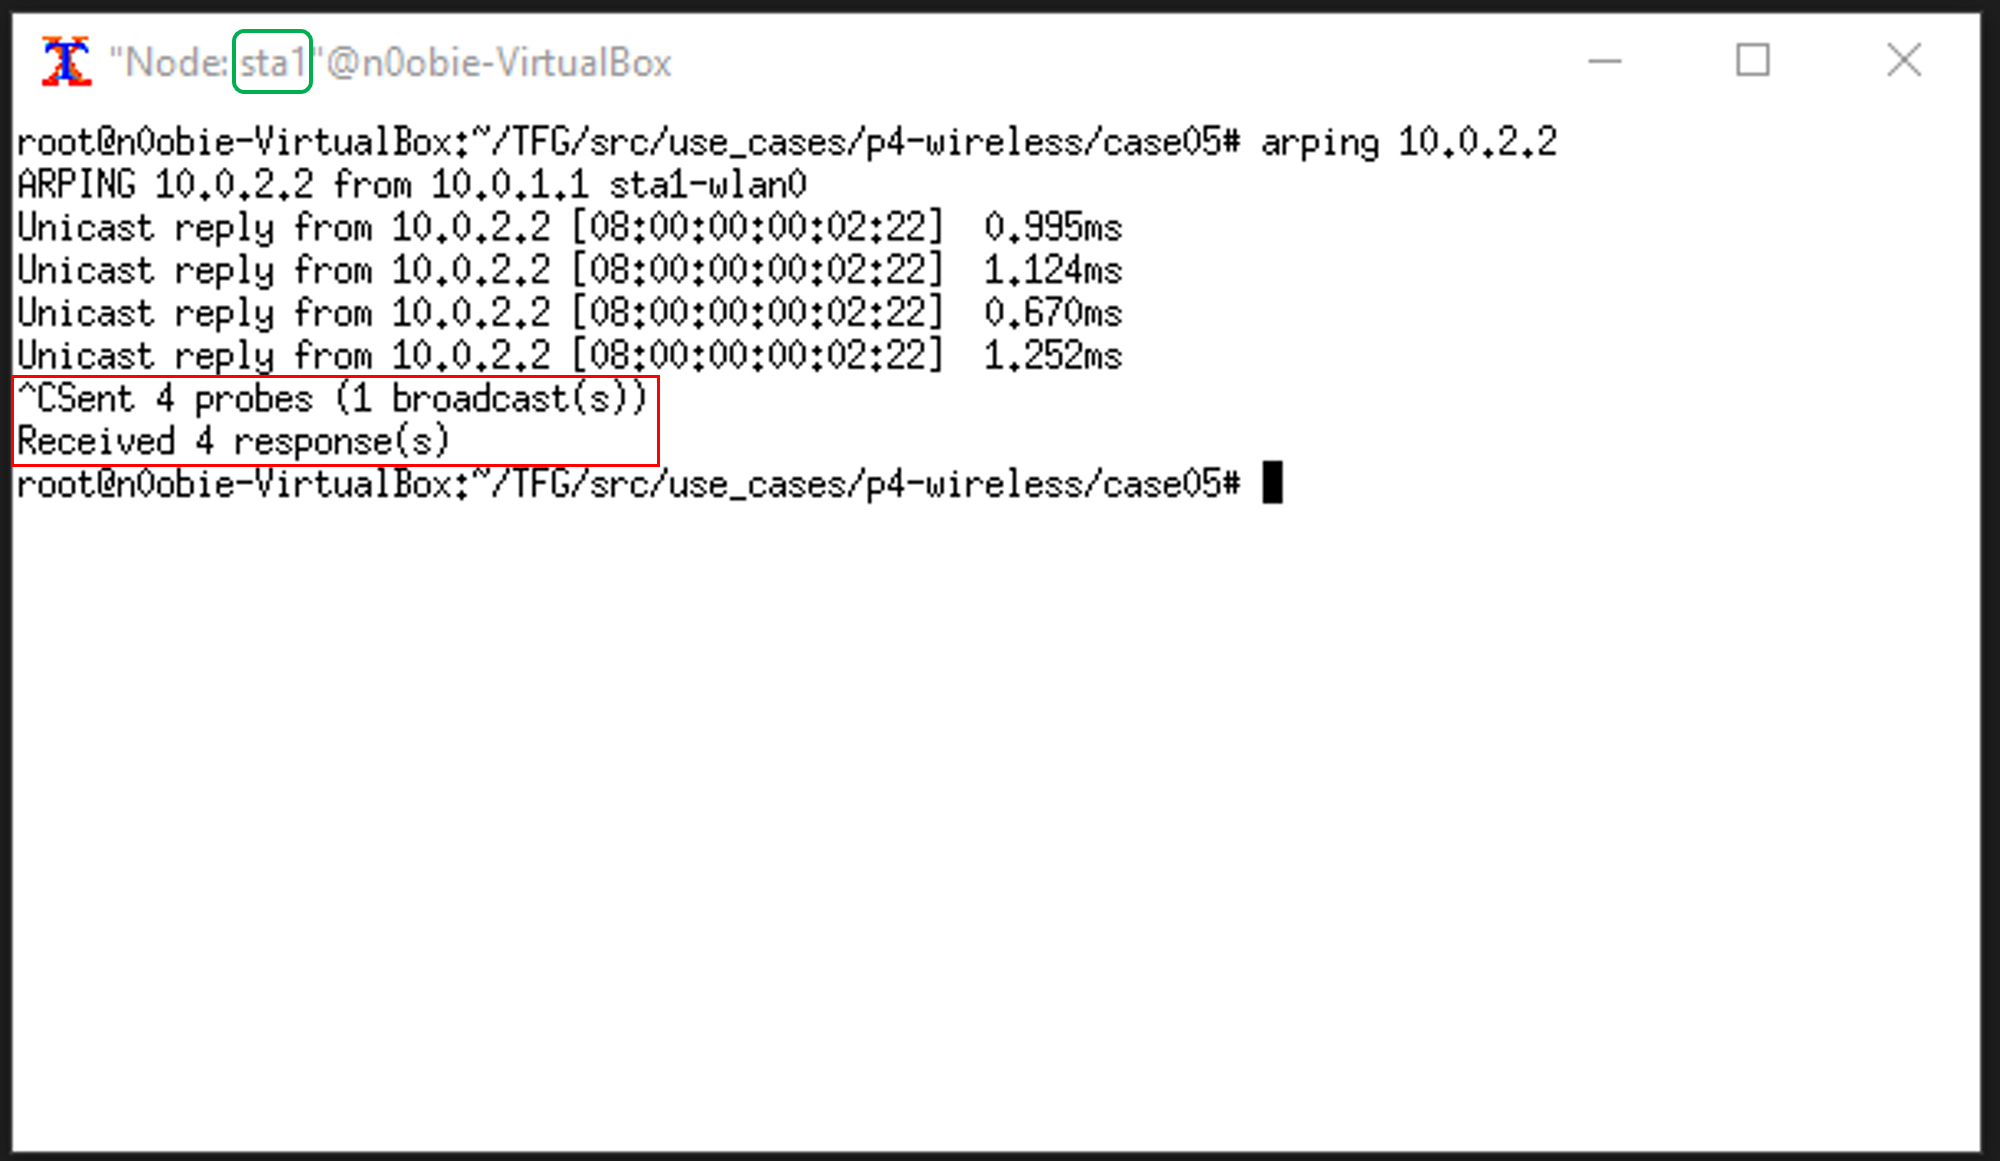 "Node: sta1"@n0obie-VirtualBox
root@n0obie-VirtualBox:~/TFG/src/use_cases/p4-wireless/case05# arping 10.0.2.2
ARPING 10.0.2.2 from 10.0.1.1 sta1-wlan0
Unicast reply from 10.0.2.2 [08:00:00:00:02:22]  0.995ms
Unicast reply from 10.0.2.2 [08:00:00:00:02:22]  1.124ms
Unicast reply from 10.0.2.2 [08:00:00:00:02:22]  0.670ms
Unicast reply from 10.0.2.2 [08:00:00:00:02:22]  1.252ms
^CSent 4 probes (1 broadcast(s))
Received 4 response(s)
root@n0obie-VirtualBox:~/TFG/src/use_cases/p4-wireless/case05#